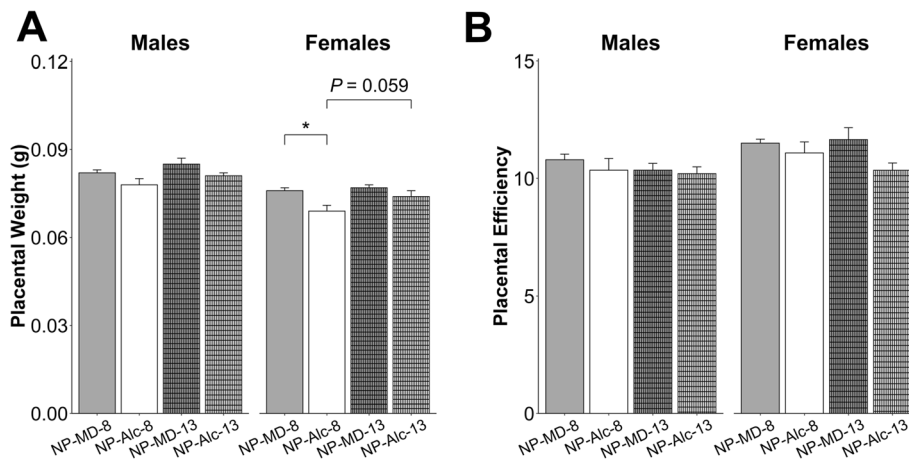 A
Males
Females
Placental Weight (g)
0.12
0.09
0.06
0.03
0.00
P = 0.059
*
NP-MD-8
NP-Alc-8
NP-MD-13
NP-Alc-13
NP-MD-8
NP-Alc-8
NP-MD-13
NP-Alc-13
B
Males
Females
Placental Efficiency
15
10
5
0
NP-MD-8
NP-Alc-8
NP-MD-13
NP-Alc-13
NP-MD-8
NP-Alc-8
NP-MD-13
NP-Alc-13